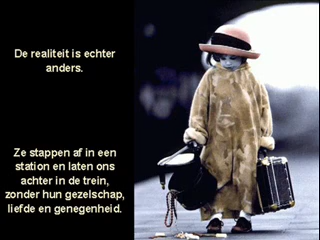 De realiteit is echter
anders.
Ze stappen af in een
station en laten ons
achter in de trein,
zonder hun gezelschap,
liefde en genegenheid.